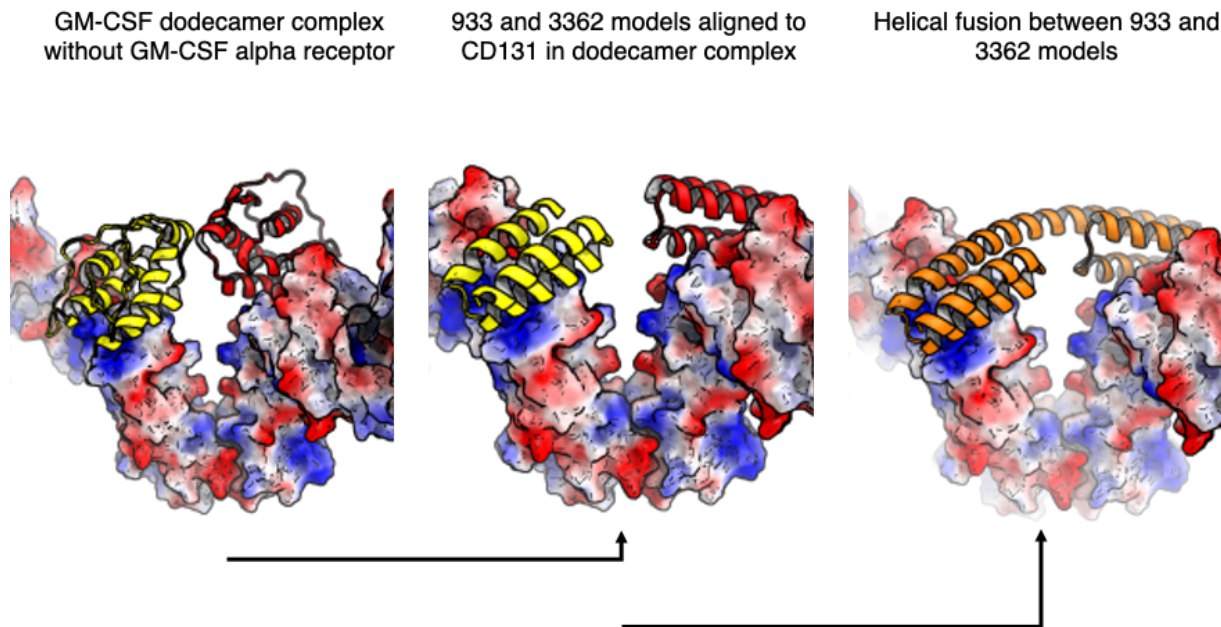 GM-CSF dodecamer complex
without GM-CSF alpha receptor
933 and 3362 models aligned to
CD131 in dodecamer complex
Helical fusion between 933 and
3362 models